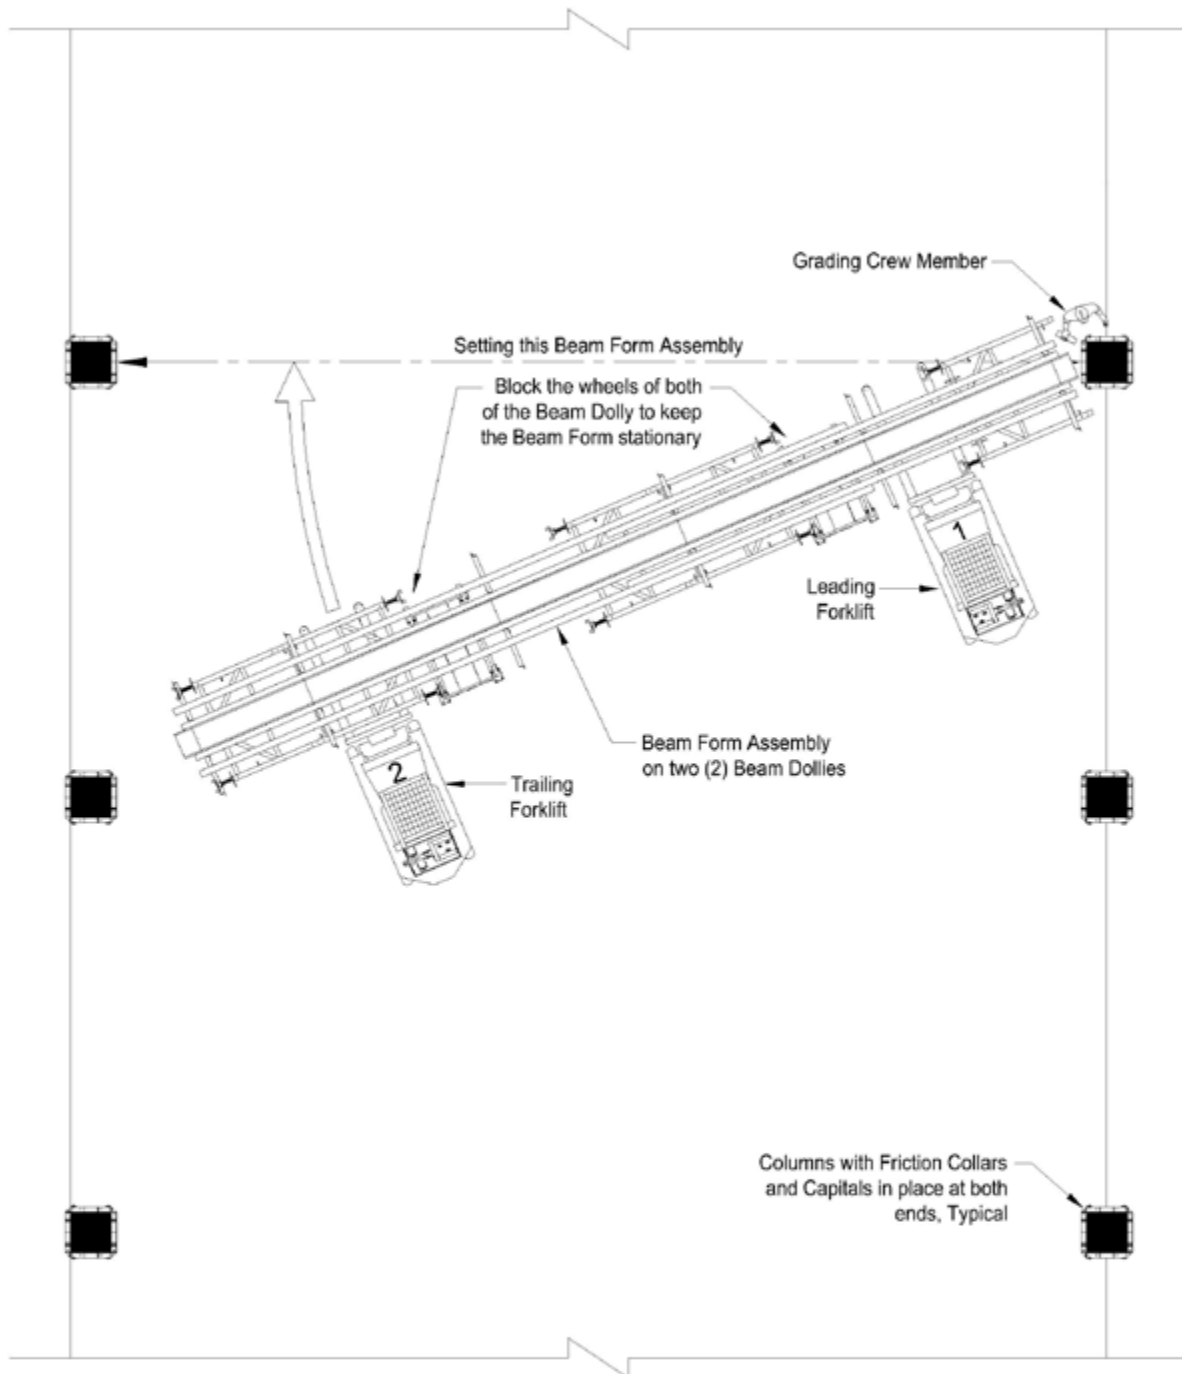 Grading Crew Member
Setting this Beam Form Assembly
Block the wheels of both
of the Beam Dolly to keep
the Beam Form stationary
1
Leading
Forklift
Beam Form Assembly
on two (2) Beam Dollies
2
Trailing
Forklift
Columns with Friction Collars
and Capitals in place at both
ends, Typical